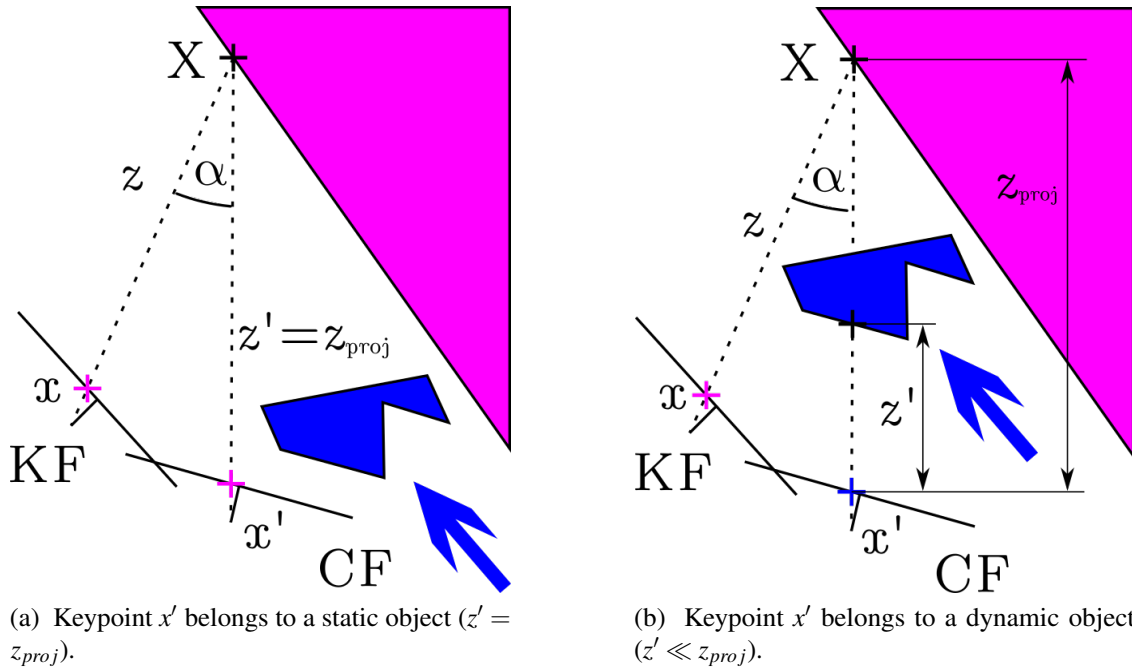 X
α
z
z'=z_proj
x
KF
x'
CF
(a) Keypoint x′ belongs to a static object (z′ =
z_proj).
X
α
z
z_proj
x
z'
KF
x'
CF
(b) Keypoint x′ belongs to a dynamic object
(z′ ≪ z_proj).